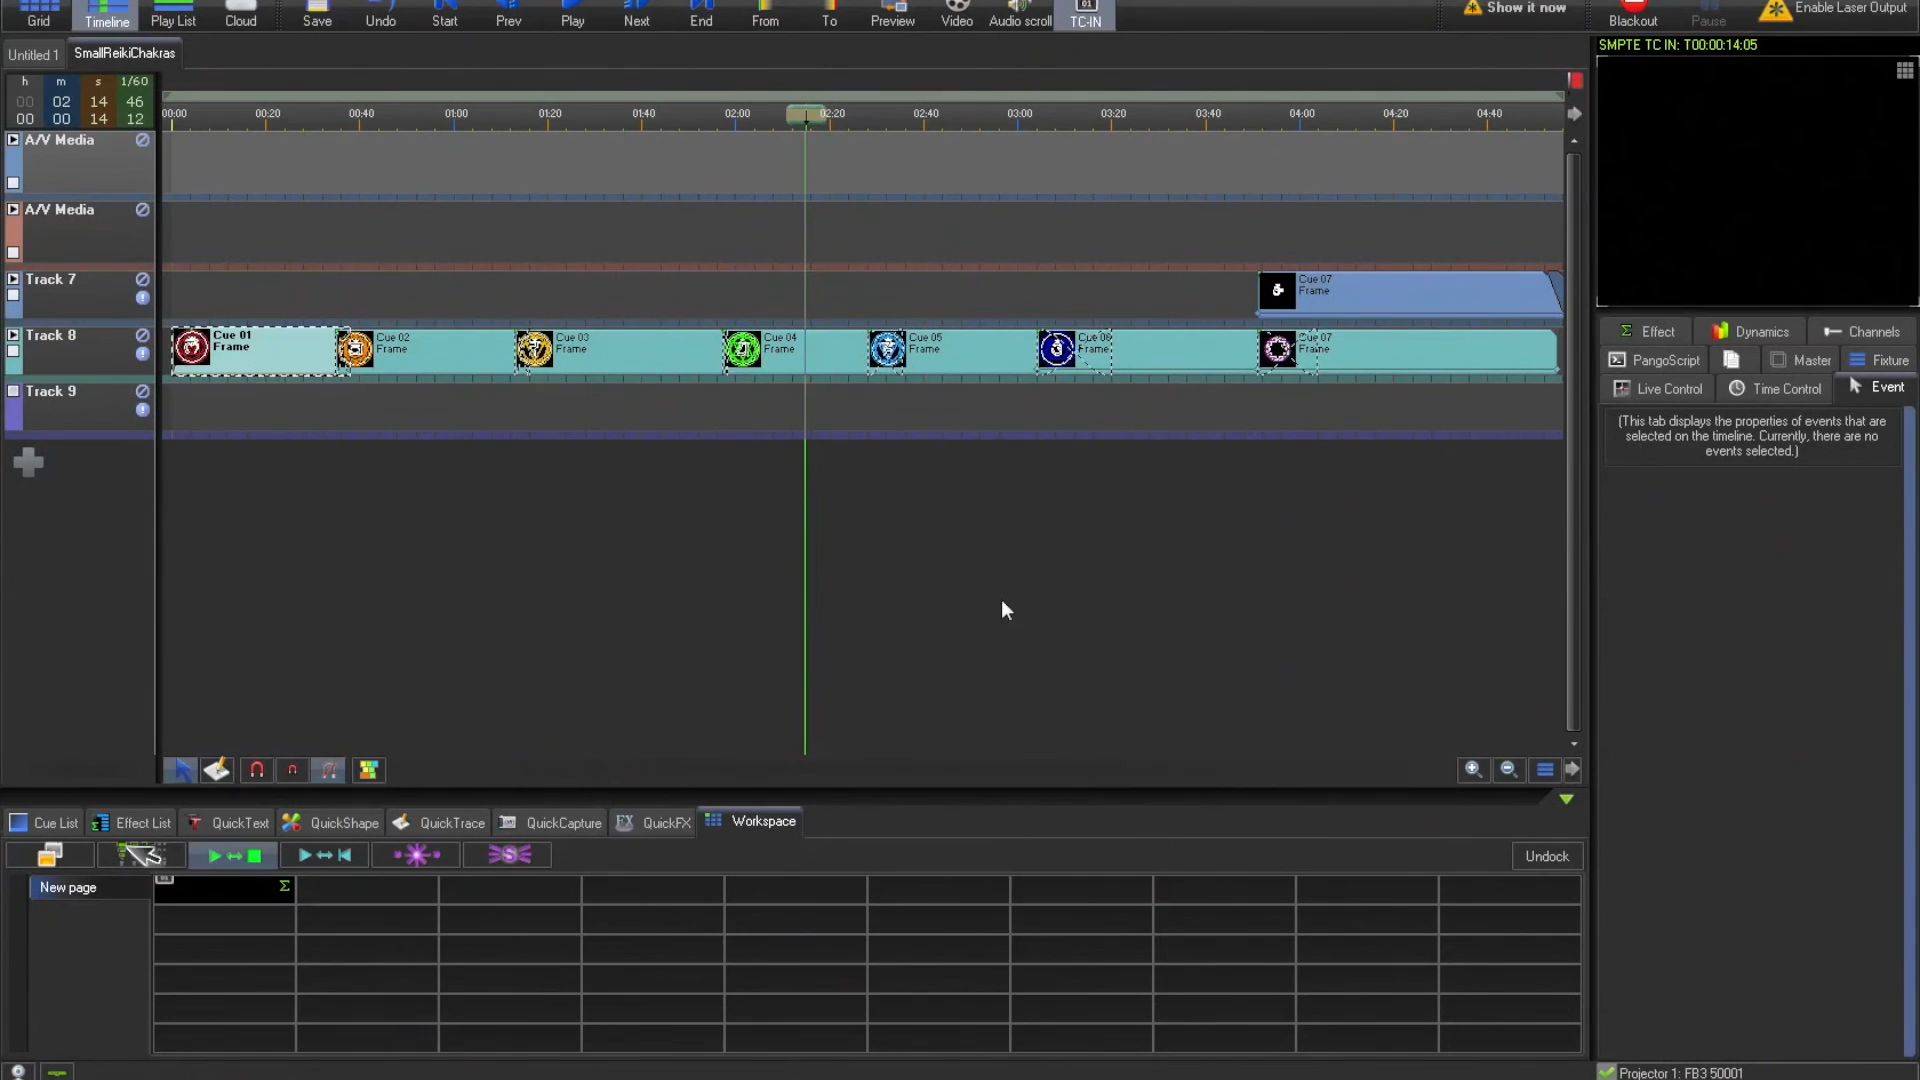 Grid Timeline Play List Cloud Save Undo Start Prev Play Next End From To Preview Video Audio scroll TC-IN Show it now Blackout Pause Enable Laser Output
Untitled 1 SmallReikiChakras
SMPTE TC IN: T00:00:14:05
h m s 1/60
00 02 14 46
00 00 14 12
00:00 00:20 00:40 01:00 01:20 01:40 02:00 02:20 02:40 03:00 03:20 03:40 04:00 04:20 04:40
A/V Media
A/V Media
Track 7
Cue 07
Frame
Track 8
Cue 01
Frame
Cue 02
Frame
Cue 03
Frame
Cue 04
Frame
Cue 05
Frame
Cue 06
Frame
Cue 07
Frame
Track 9
Effect Dynamics Channels
PangoScript Master Fixture
Live Control Time Control Event
(This tab displays the properties of events that are
selected on the timeline. Currently, there are no
events selected.)
Cue List Effect List QuickText QuickShape QuickTrace QuickCapture FX QuickFX Workspace
Undock
New page
Projector 1: FB3 50001